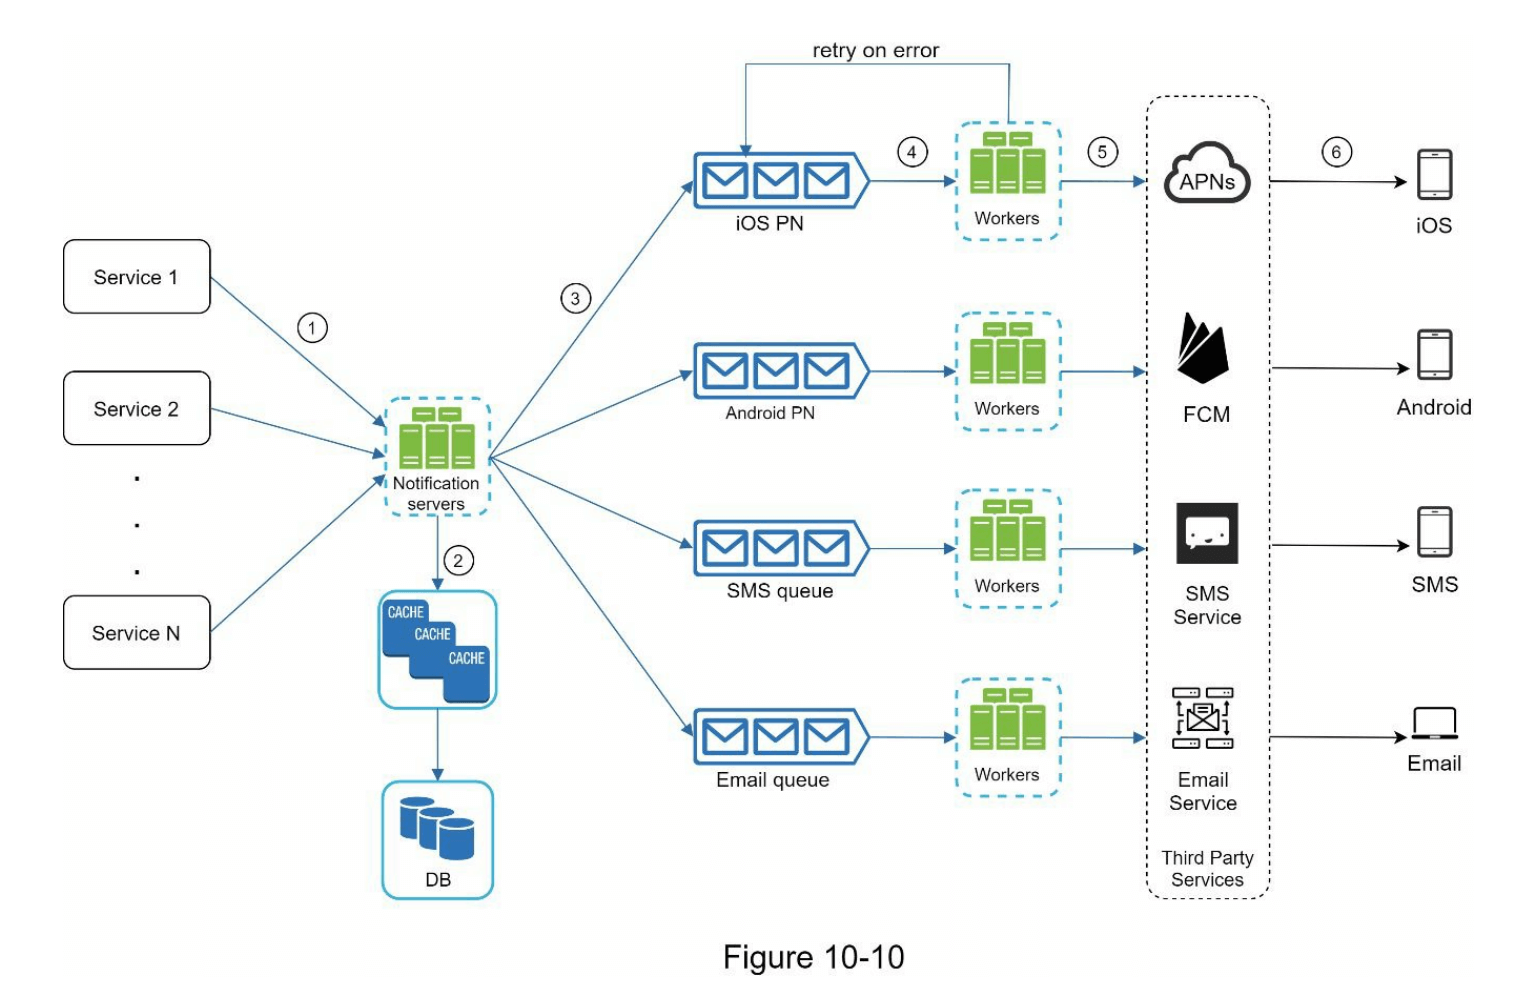 retry on error
4
5
6
APNs
iOS PN
Workers
iOS
Service 1
1
3
Service 2
Android PN
Workers
FCM
Android
Notification
servers
2
SMS queue
Workers
SMS
Service
SMS
Service N
CACHE
CACHE
CACHE
Email queue
Workers
Email
Service
Email
DB
Third Party
Services
Figure 10-10